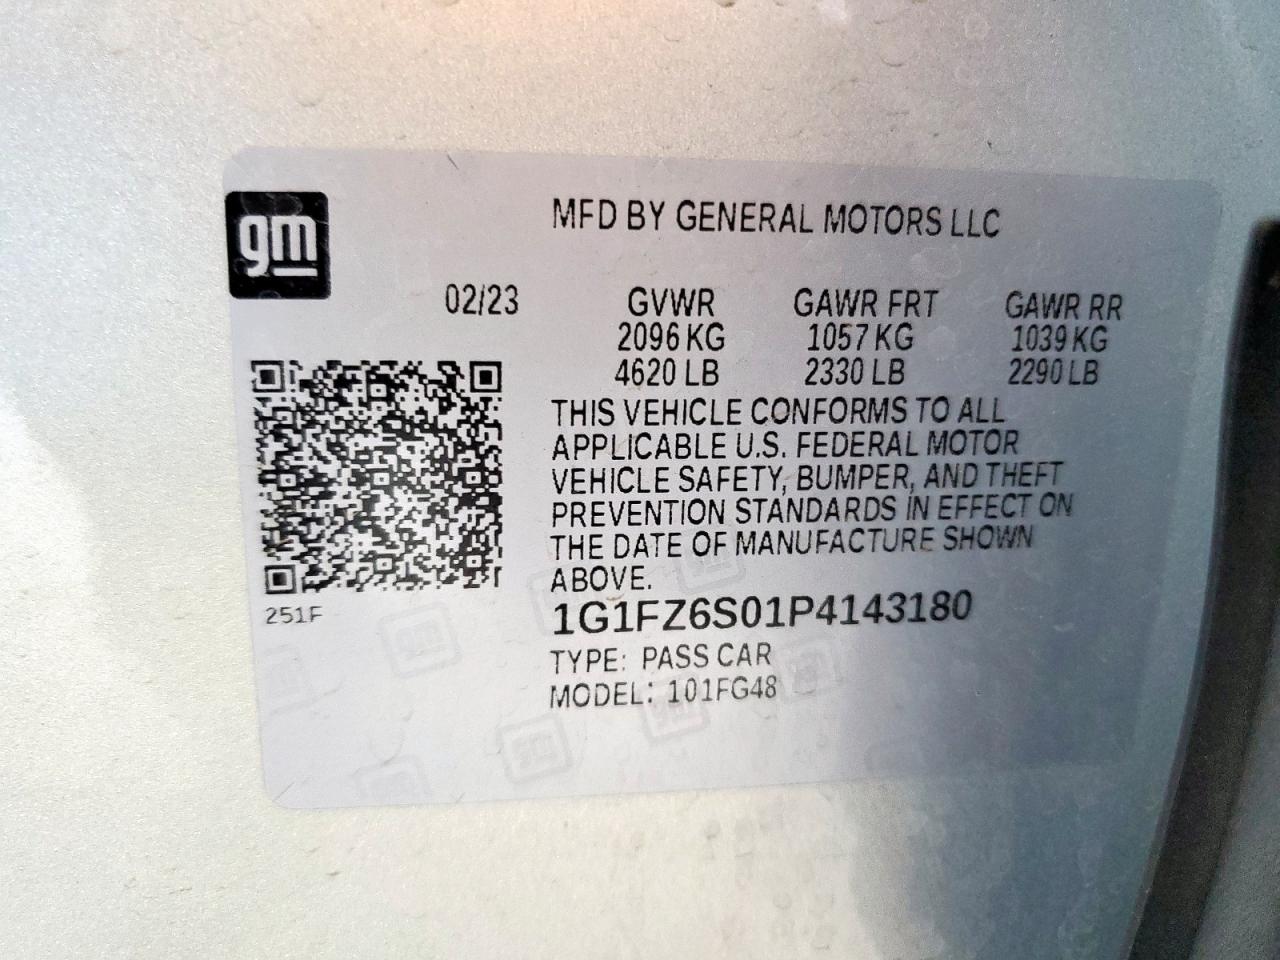 gm
MFD BY GENERAL MOTORS LLC
02/23 GVWR GAWR FRT GAWR RR
2096 KG 1057 KG 1039 KG
4620 LB 2330 LB 2290 LB
THIS VEHICLE CONFORMS TO ALL
APPLICABLE U.S. FEDERAL MOTOR
VEHICLE SAFETY, BUMPER, AND THEFT
PREVENTION STANDARDS IN EFFECT ON
THE DATE OF MANUFACTURE SHOWN
ABOVE.
251F
1G1FZ6S01P4143180
TYPE: PASS CAR
MODEL: 101FG48